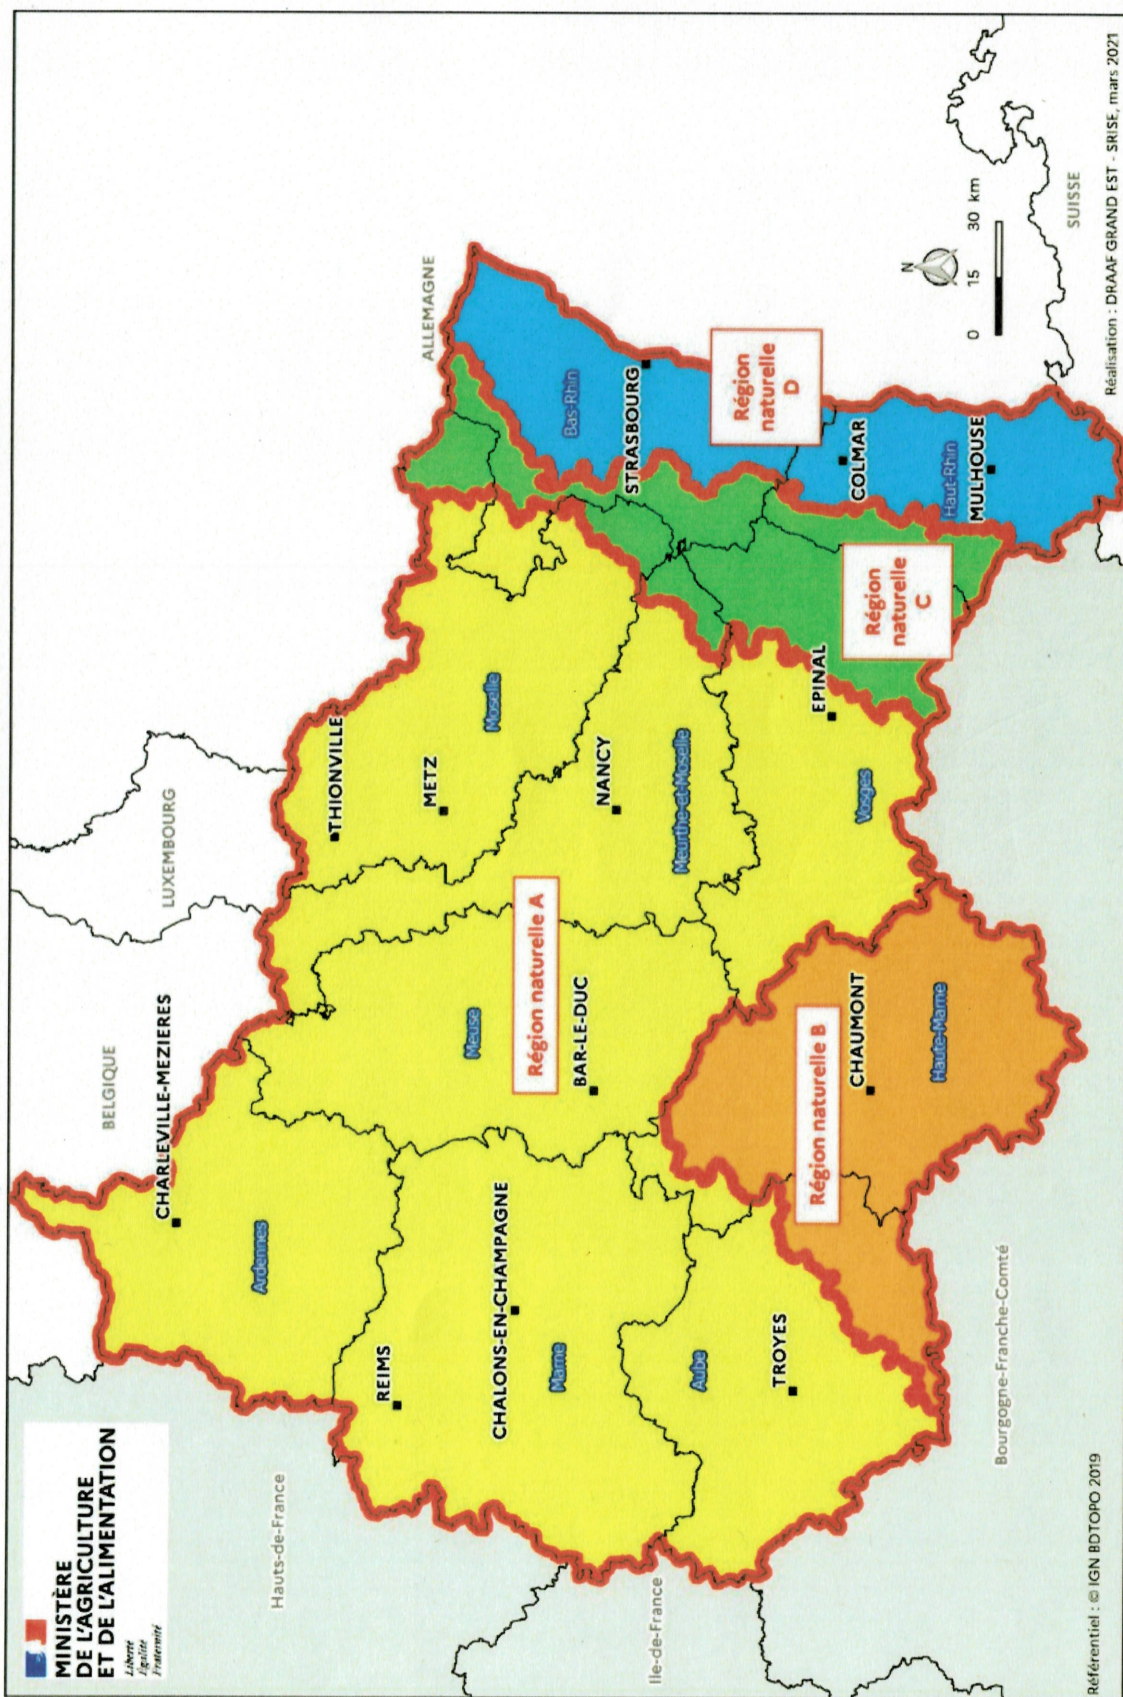 MINISTÈRE
DE L'AGRICULTURE
ET DE L'ALIMENTATION
Liberté
Égalité
Fraternité
BELGIQUE
LUXEMBOURG
ALLEMAGNE
CHARLEVILLE-MEZIERES
Hauts-de-France
Ardennes
THIONVILLE
REIMS
METZ
Moselle
Meuse
CHALONS-EN-CHAMPAGNE
Région naturelle A
Marne
Bas-Rhin
BAR-LE-DUC
NANCY
STRASBOURG
Ile-de-France
Meurthe-et-Moselle
Aube
Région
naturelle
D
TROYES
Région naturelle B
EPINAL
CHAUMONT
Vosges
COLMAR
Région
naturelle
C
Haute-Marne
Haut-Rhin
MULHOUSE
N
0 15 30 km
Bourgogne-Franche-Comté
SUISSE
Référentiel : © IGN BDTOPO 2019
Réalisation : DRAAF GRAND EST - SRISE, mars 2021